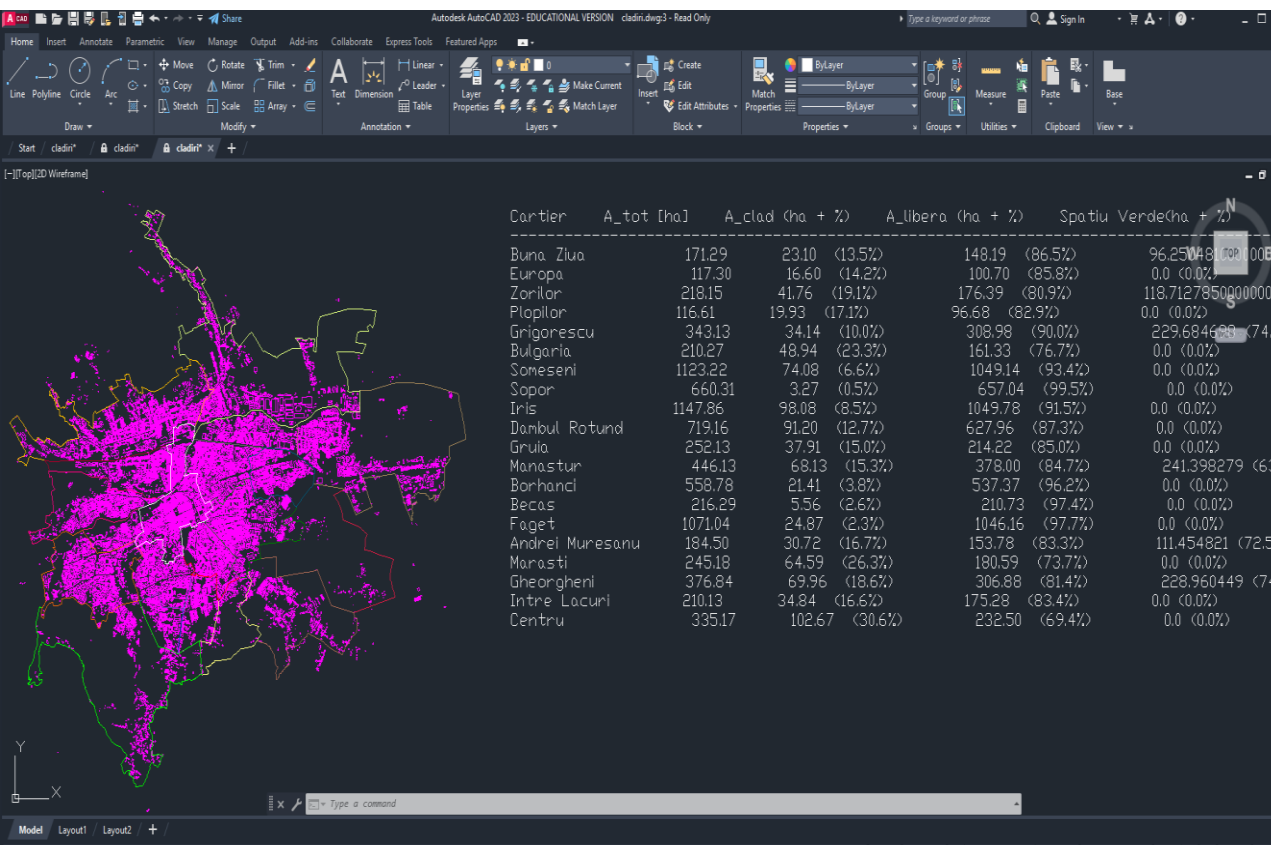 A CAD Share Autodesk AutoCAD 2023 - EDUCATIONAL VERSION cladiri.dwg:3 - Read Only Type a keyword or phrase Sign In
Home Insert Annotate Parametric View Manage Output Add-ins Collaborate Express Tools Featured Apps
Line Polyline Circle Arc
Move Rotate Trim
Copy Mirror Fillet
Stretch Scale Array
Text Dimension
Linear
Leader
Table
Layer Properties
0
Make Current
Match Layer
Insert
Create
Edit
Edit Attributes
Match Properties
ByLayer
ByLayer
ByLayer
Group Measure Paste Base
Draw Modify Annotation Layers Block Properties Groups Utilities Clipboard View
Start cladiri* cladiri* cladiri*
[-][Top][2D Wireframe]
Cartier A_tot [ha] A_clad (ha + %) A_libera (ha + %) Spatiu Verde(ha + %)
Buna Ziua 171.29 23.10 (13.5%) 148.19 (86.5%)
Europa 117.30 16.60 (14.2%) 100.70 (85.8%) 0.0 (0.0%)
Zorilor 218.15 41.76 (19.1%) 176.39 (80.9%) 118.7127850000000
Plopilor 116.61 19.93 (17.1%) 96.68 (82.9%) 0.0 (0.0%)
Grigorescu 343.13 34.14 (10.0%) 308.98 (90.0%) 229.684698 (74.
Bulgaria 210.27 48.94 (23.3%) 161.33 (76.7%) 0.0 (0.0%)
Someseni 1123.22 74.08 (6.6%) 1049.14 (93.4%) 0.0 (0.0%)
Sopor 660.31 3.27 (0.5%) 657.04 (99.5%) 0.0 (0.0%)
Iris 1147.86 98.08 (8.5%) 1049.78 (91.5%) 0.0 (0.0%)
Dambul Rotund 719.16 91.20 (12.7%) 627.96 (87.3%) 0.0 (0.0%)
Gruia 252.13 37.91 (15.0%) 214.22 (85.0%) 0.0 (0.0%)
Manastur 446.13 68.13 (15.3%) 378.00 (84.7%) 241.398279 (63
Borhanci 558.78 21.41 (3.8%) 537.37 (96.2%) 0.0 (0.0%)
Becas 216.29 5.56 (2.6%) 210.73 (97.4%) 0.0 (0.0%)
Faget 1071.04 24.87 (2.3%) 1046.16 (97.7%) 0.0 (0.0%)
Andrei Muresanu 184.50 30.72 (16.7%) 153.78 (83.3%) 111.454821 (72.5
Marasti 245.18 64.59 (26.3%) 180.59 (73.7%) 0.0 (0.0%)
Gheorgheni 376.84 69.96 (18.6%) 306.88 (81.4%) 228.960449 (74
Intre Lacuri 210.13 34.84 (16.6%) 175.28 (83.4%) 0.0 (0.0%)
Centru 335.17 102.67 (30.6%) 232.50 (69.4%) 0.0 (0.0%)
N
W TOP E
S
Y
X
Type a command
Model Layout1 Layout2